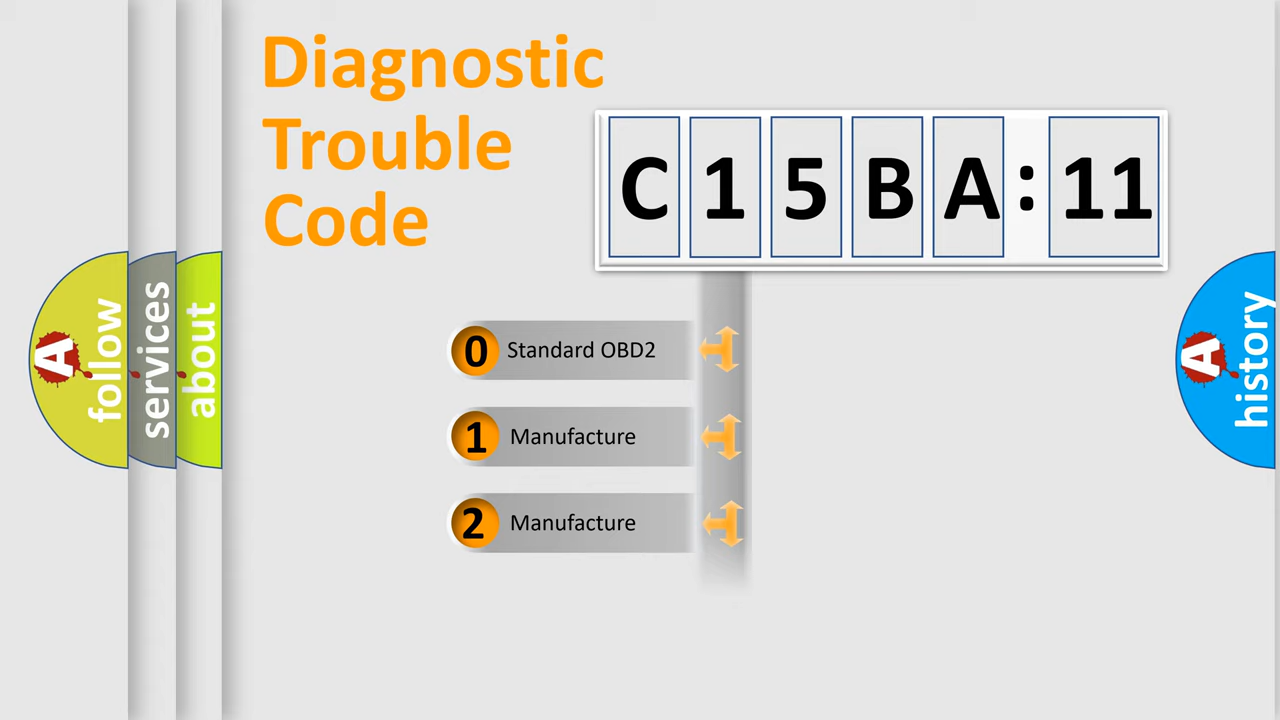 Diagnostic
Trouble
Code
C 1 5 B A : 11
0 Standard OBD2
1 Manufacture
2 Manufacture
A follow
services
about
A history